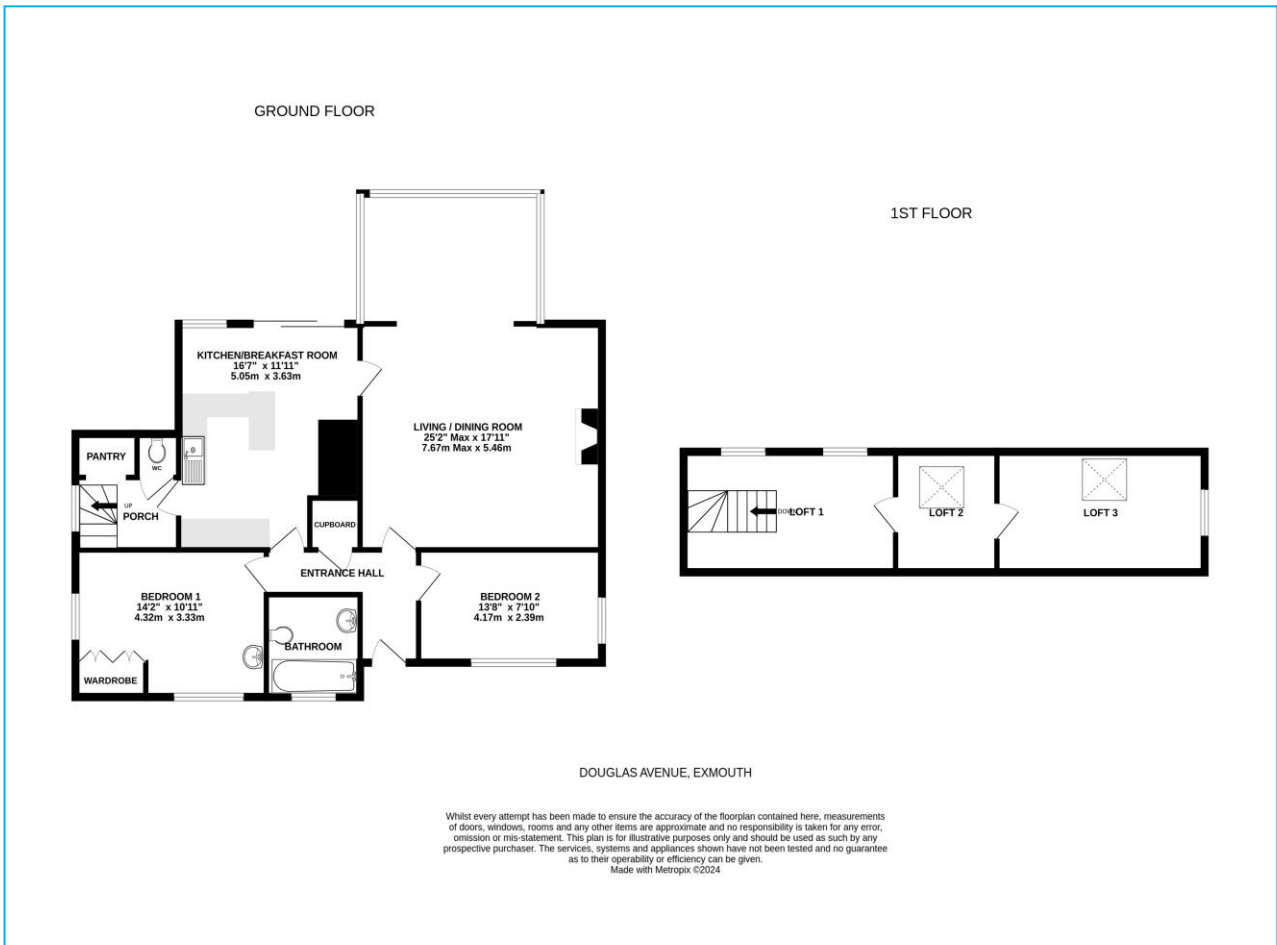 GROUND FLOOR
1ST FLOOR
KITCHEN/BREAKFAST ROOM
16'7" x 11'11"
5.05m x 3.63m
LIVING / DINING ROOM
25'2" Max x 17'11"
7.67m Max x 5.46m
PANTRY
WC
UP
PORCH
CUPBOARD
ENTRANCE HALL
BEDROOM 1
14'2" x 10'11"
4.32m x 3.33m
BEDROOM 2
13'8" x 7'10"
4.17m x 2.39m
BATHROOM
WARDROBE
LOFT 1
LOFT 2
LOFT 3
DOUGLAS AVENUE, EXMOUTH
Whilst every attempt has been made to ensure the accuracy of the floorplan contained here, measurements
of doors, windows, rooms and any other items are approximate and no responsibility is taken for any error,
omission or mis-statement. This plan is for illustrative purposes only and should be used as such by any
prospective purchaser. The services, systems and appliances shown have not been tested and no guarantee
as to their operability or efficiency can be given.
Made with Metropix ©2024